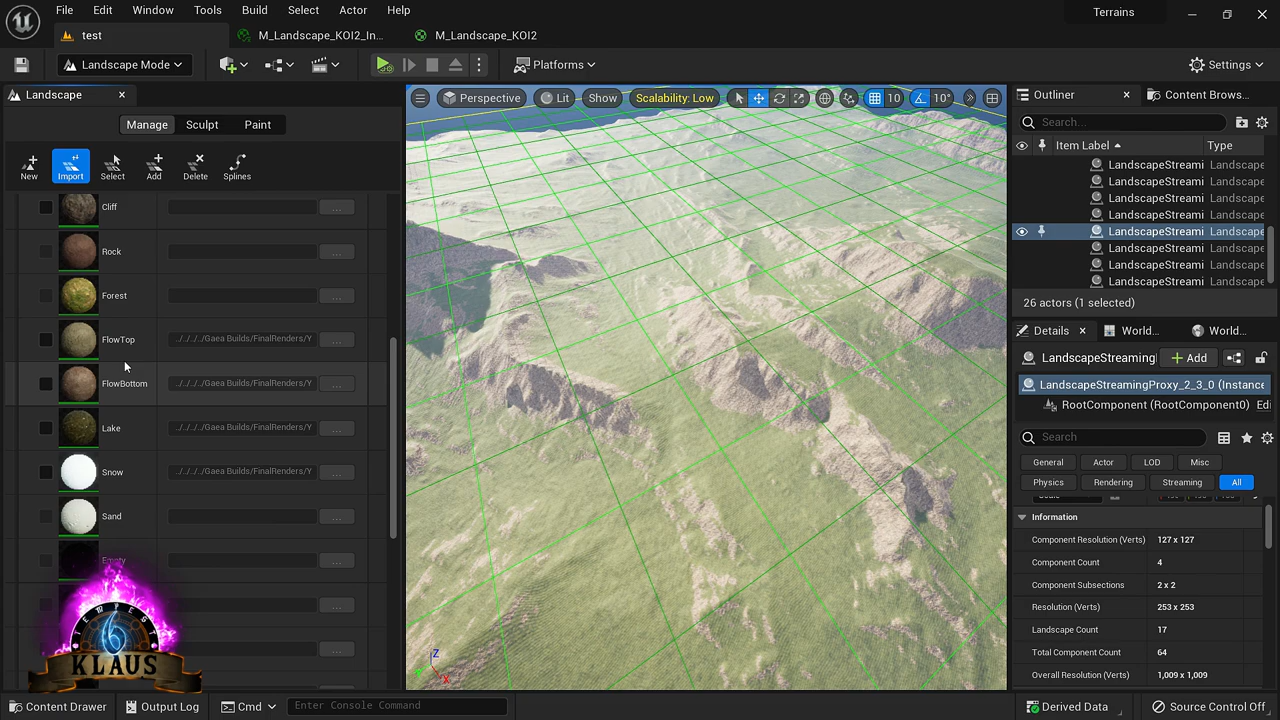 File Edit Window Tools Build Select Actor Help Terrains
test M_Landscape_KOI2_In... M_Landscape_KOI2
Landscape Mode Platforms Settings
Landscape
Manage Sculpt Paint
New Import Select Add Delete Splines
Cliff ...
Rock ...
Forest ...
FlowTop ../../../../Gaea Builds/FinalRenders/Y ...
FlowBottom ../../../../Gaea Builds/FinalRenders/Y ...
Lake ../../../../Gaea Builds/FinalRenders/Y ...
Snow ../../../../Gaea Builds/FinalRenders/Y ...
Sand ...
Empty ...
...
...
TEMPEST
6
KLAUS
Perspective Lit Show Scalability: Low 10 10°
Z
X
Outliner Content Brows...
Search...
Item Label Type
LandscapeStreami Landscape
LandscapeStreami Landscape
LandscapeStreami Landscape
LandscapeStreami Landscape
LandscapeStreami Landscape
LandscapeStreami Landscape
LandscapeStreami Landscape
LandscapeStreami Landscape
26 actors (1 selected)
Details World... World...
LandscapeStreaming Add
LandscapeStreamingProxy_2_3_0 (Instance
RootComponent (RootComponent0) Edi
Search
General Actor LOD Misc
Physics Rendering Streaming All
Information
Component Resolution (Verts) 127 x 127
Component Count 4
Component Subsections 2 x 2
Resolution (Verts) 253 x 253
Landscape Count 17
Total Component Count 64
Overall Resolution (Verts) 1,009 x 1,009
Content Drawer Output Log Cmd Enter Console Command Derived Data Source Control Off